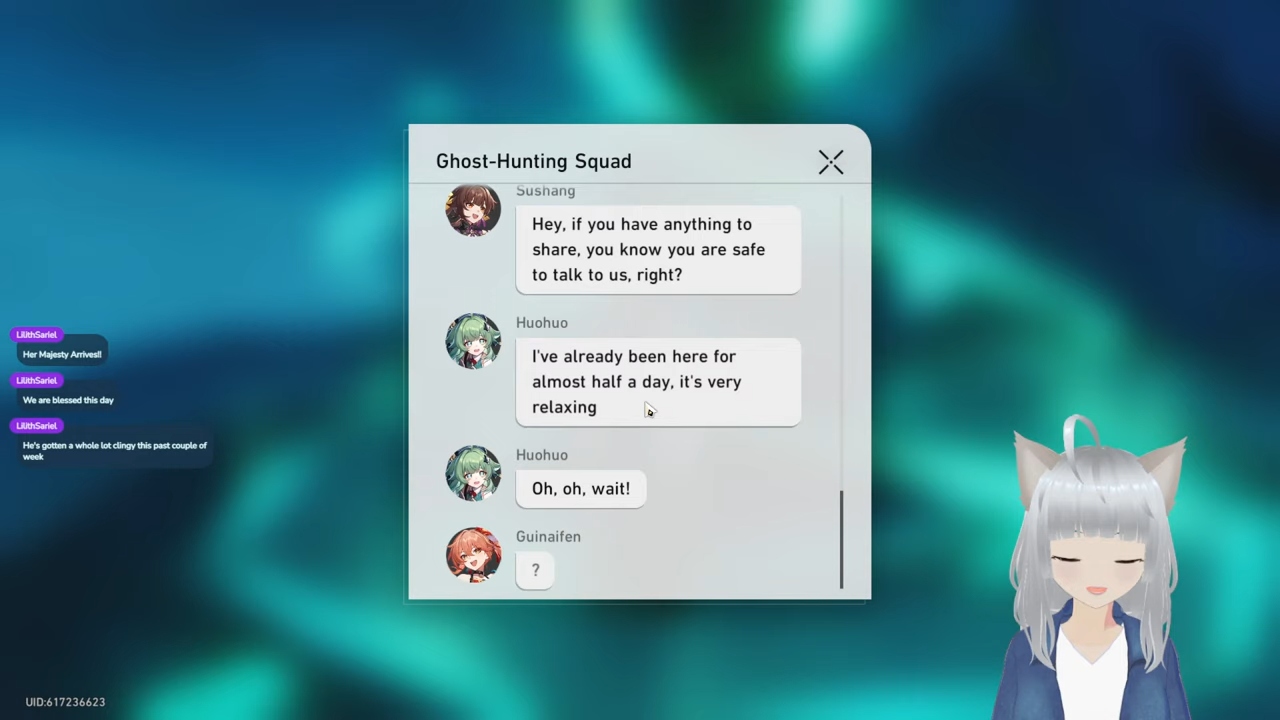 Ghost-Hunting Squad
Sushang
Hey, if you have anything to
share, you know you are safe
to talk to us, right?
Huohuo
I've already been here for
almost half a day, it's very
relaxing
Huohuo
Oh, oh, wait!
Guinaifen
?
LilithSariel
Her Majesty Arrives!!
LilithSariel
We are blessed this day
LilithSariel
He's gotten a whole lot clingy this past couple of
week
UID:617236623